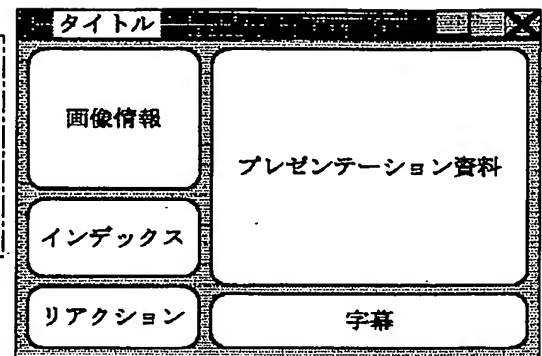 タイトル
画像情報
プレゼンテーション資料
インデックス
リアクション
字幕